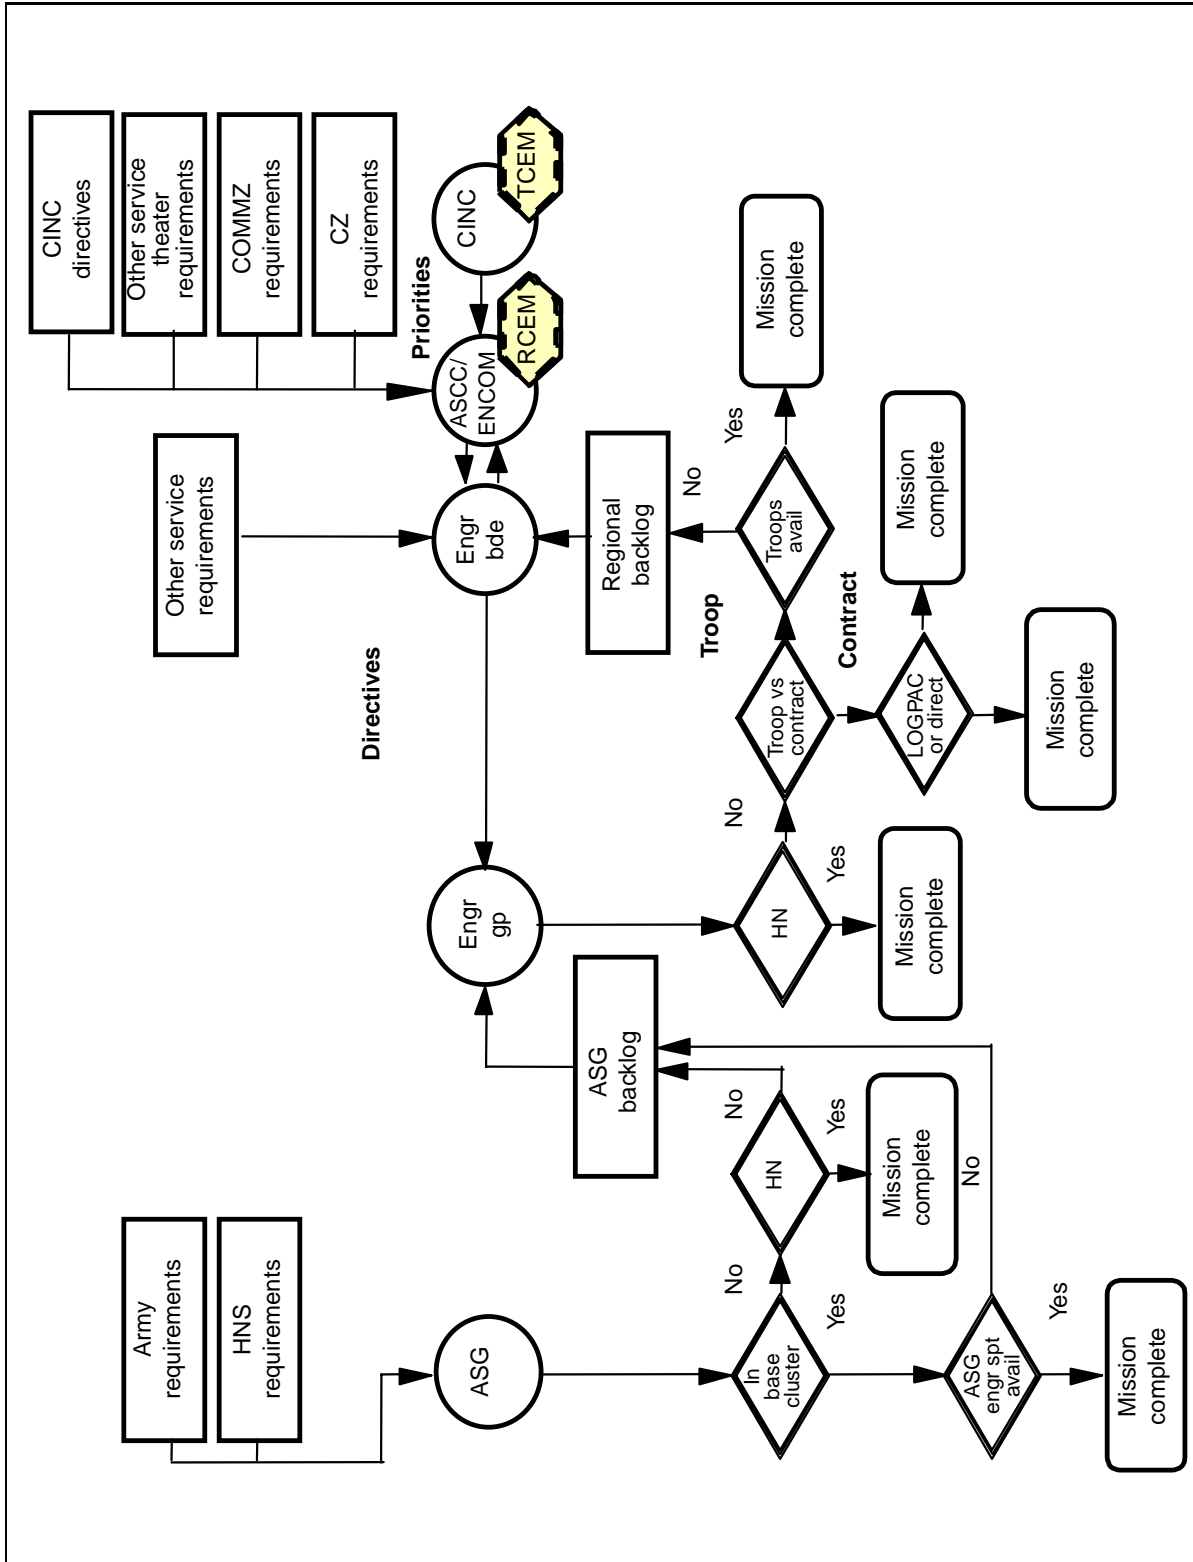 CINC
directives
Other service
theater
requirements
COMMZ
requirements
CZ
requirements
Army
requirements
HNS
requirements
Other service
requirements
Directives
Priorities
ASG
Engr
gp
Engr
bde
ASCC/
ENCOM
RCEM
CINC
TCEM
ASG
backlog
Regional
backlog
No
No
No
No
Troop
Yes
In
base
cluster
HN
HN
Troop vs
contract
Troops
avail
Mission
complete
Yes
Yes
Yes
Contract
Mission
complete
Mission
complete
LOGPAC
or direct
Mission
complete
No
ASG
engr spt
avail
Yes
Mission
complete
Mission
complete